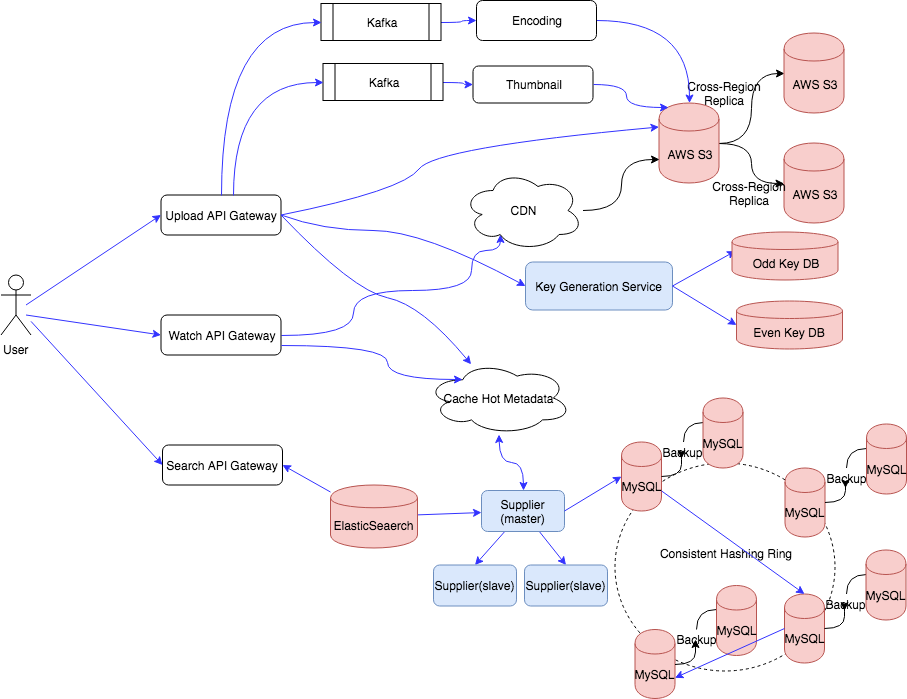 Kafka
Encoding
Kafka
Thumbnail
Cross-Region
Replica
AWS S3
AWS S3
Cross-Region
Replica
AWS S3
Upload API Gateway
CDN
Odd Key DB
Key Generation Service
Even Key DB
User
Watch API Gateway
Cache Hot Metadata
Search API Gateway
ElasticSeaerch
Supplier
(master)
Supplier(slave)
Supplier(slave)
MySQL
Backup
MySQL
MySQL
Backup
MySQL
Consistent Hashing Ring
MySQL
Backup
MySQL
MySQL
Backup
MySQL